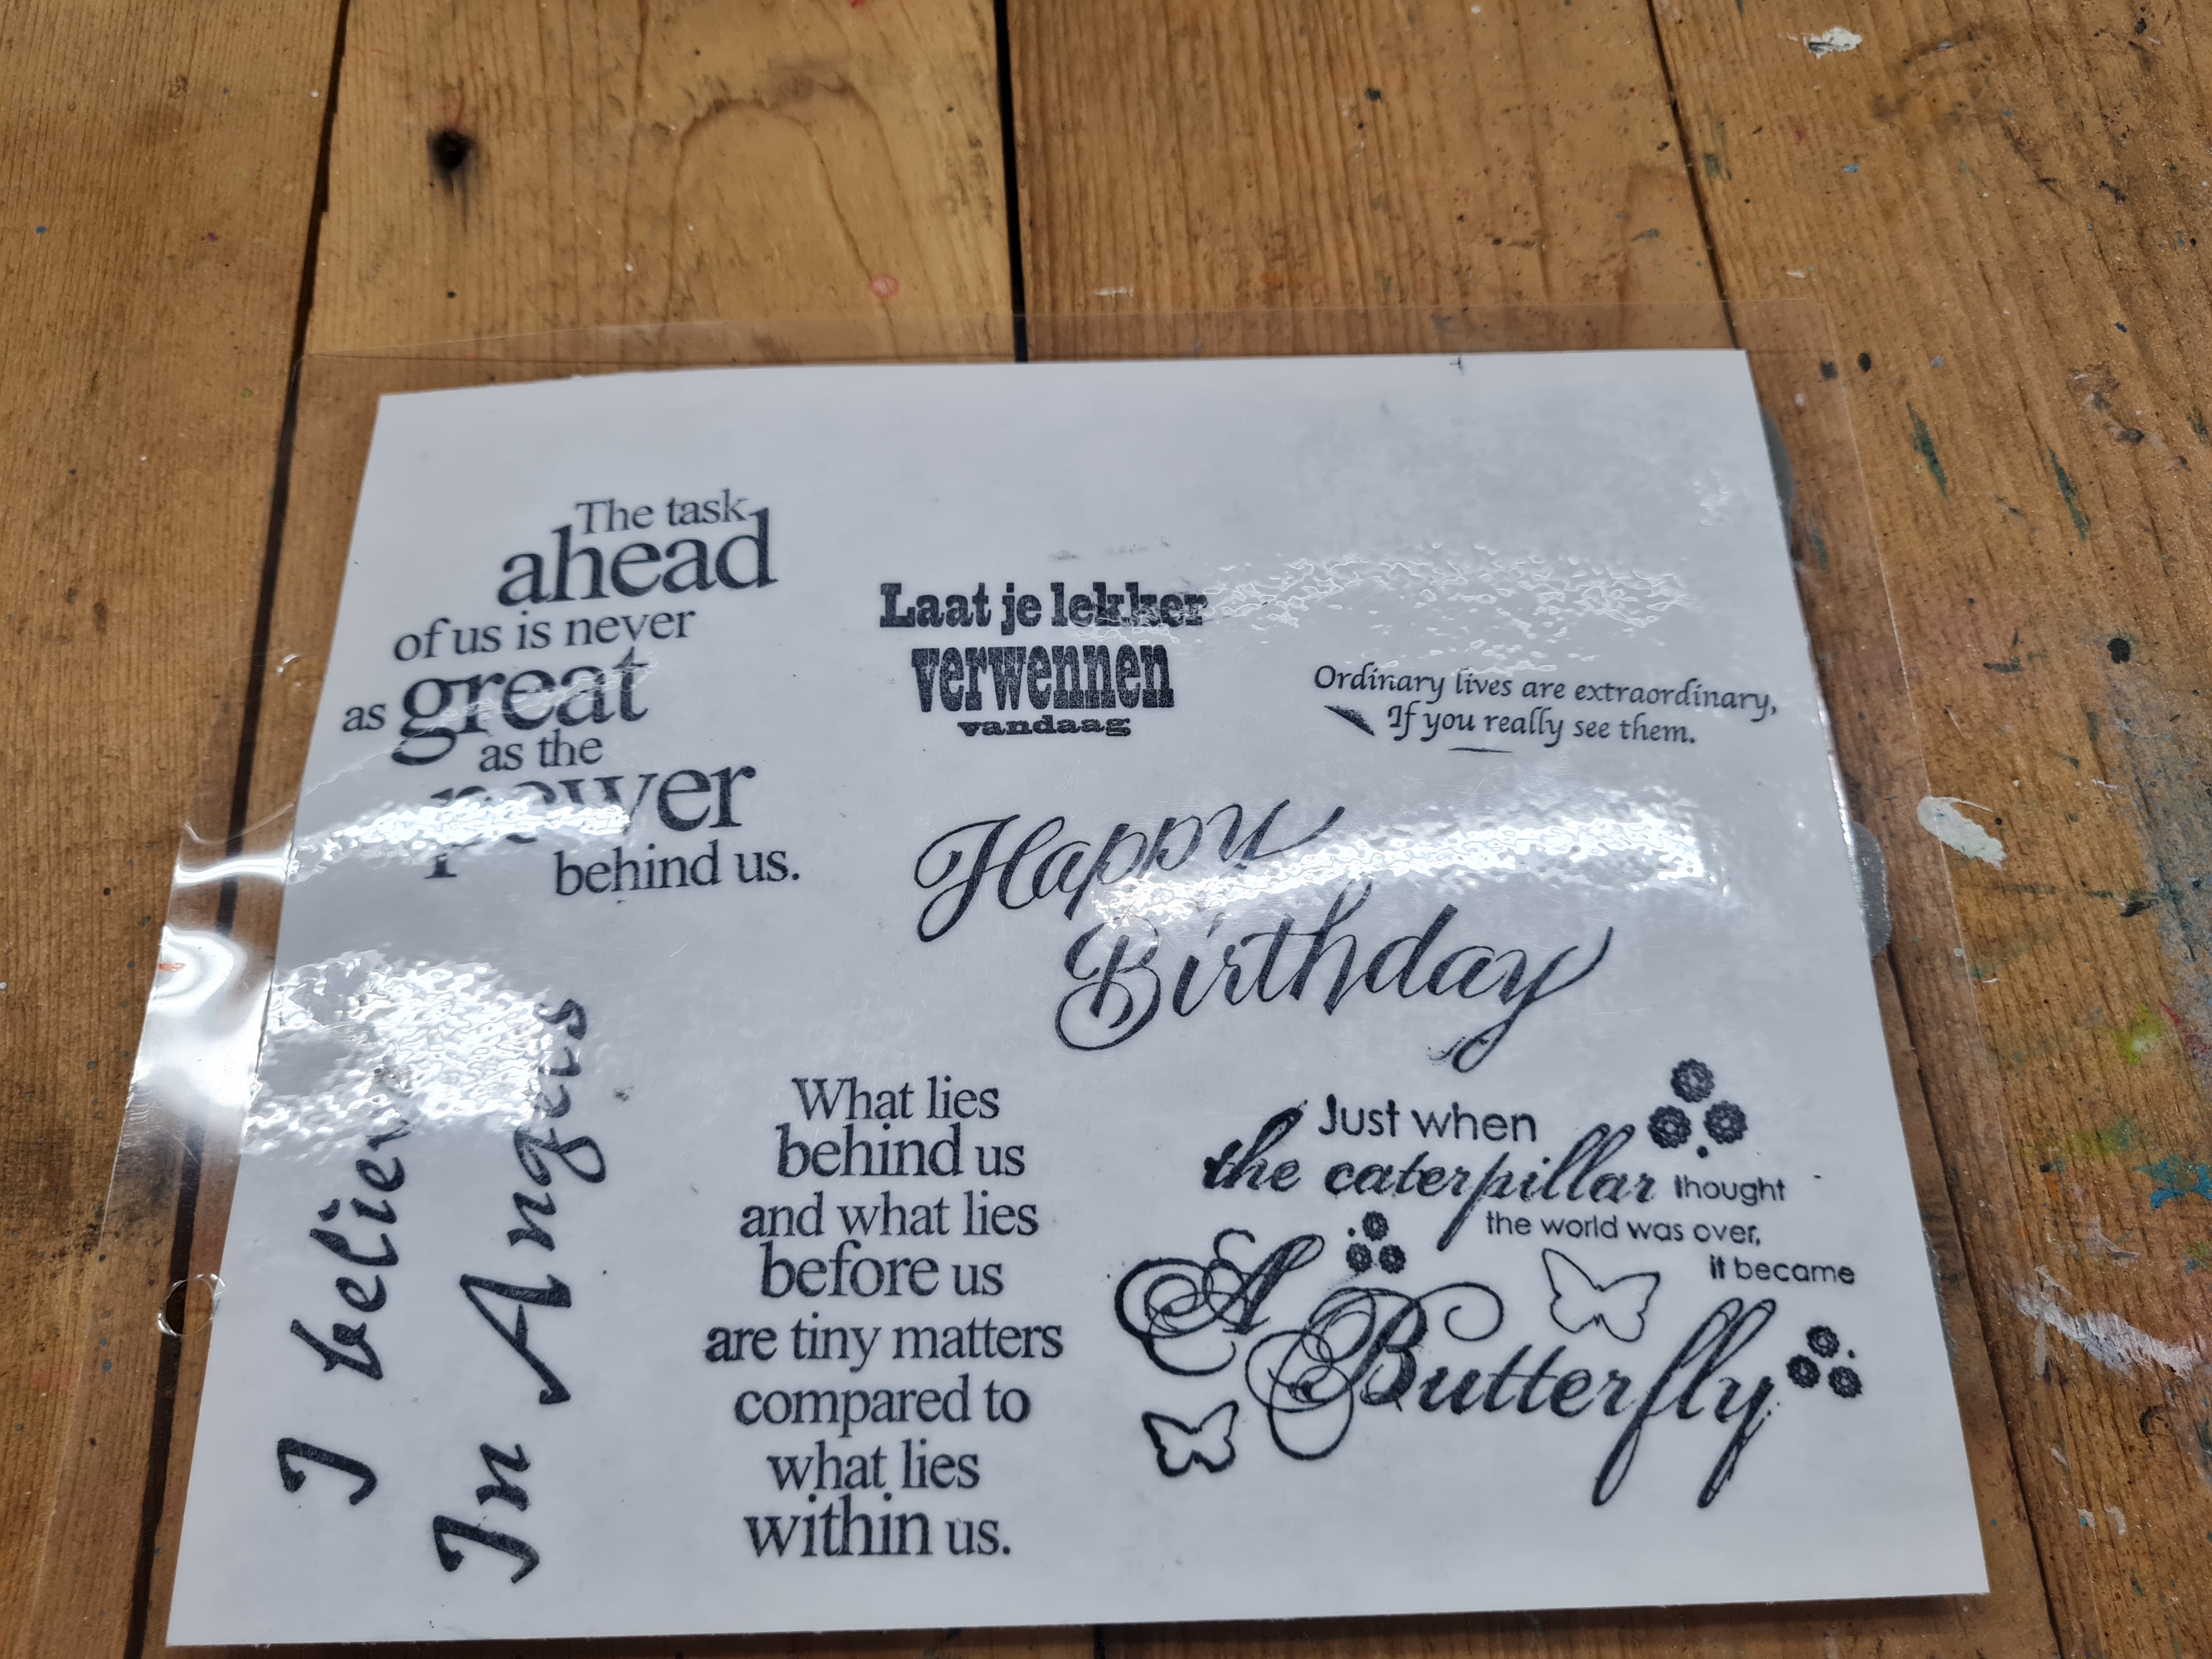 The task
ahead
of us is never
as great
as the
power
behind us.
Laat je lekker
verwennen
vandaag
Ordinary lives are extraordinary,
If you really see them.
Happy
Birthday
I believ
In Angels
What lies
behind us
and what lies
before us
are tiny matters
compared to
what lies
within us.
Just when
the caterpillar thought
the world was over,
it became
A Butterfly